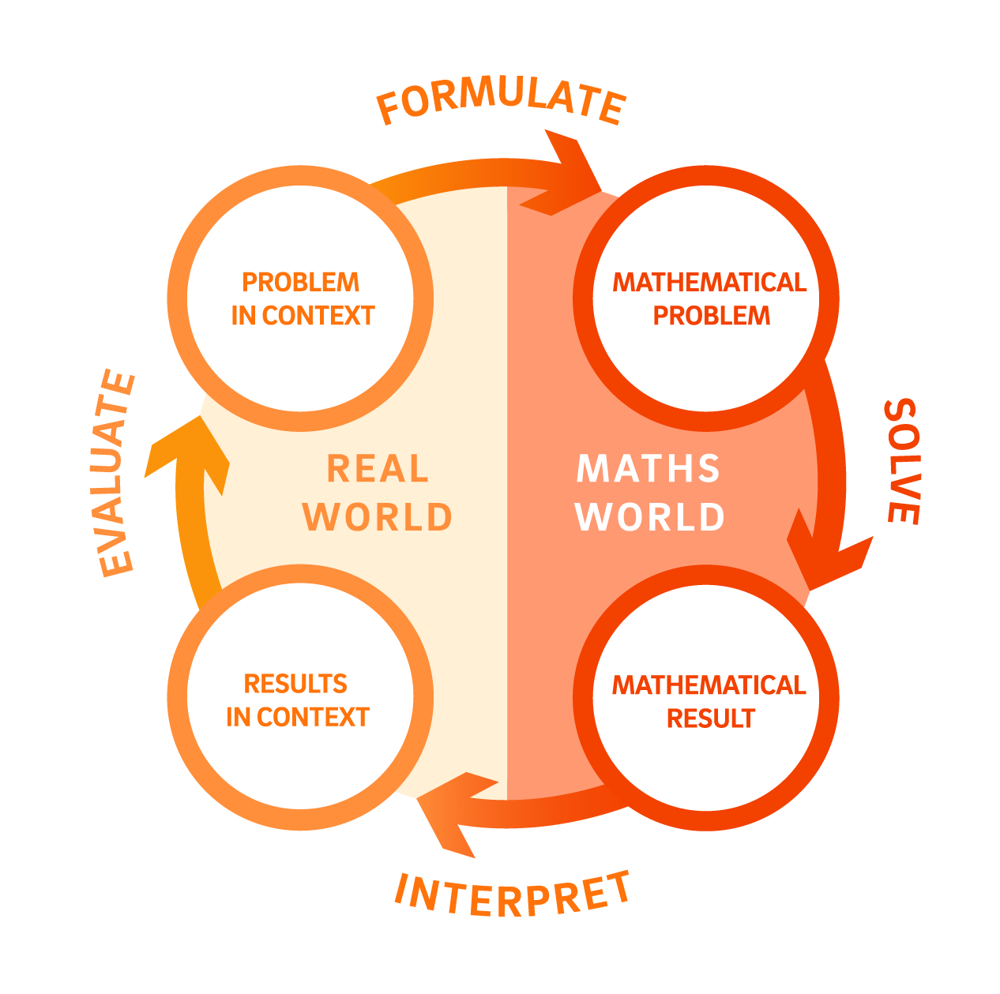 FORMULATE
PROBLEM
IN CONTEXT
MATHEMATICAL
PROBLEM
EVALUATE
SOLVE
REAL
WORLD
MATHS
WORLD
RESULTS
IN CONTEXT
MATHEMATICAL
RESULT
INTERPRET